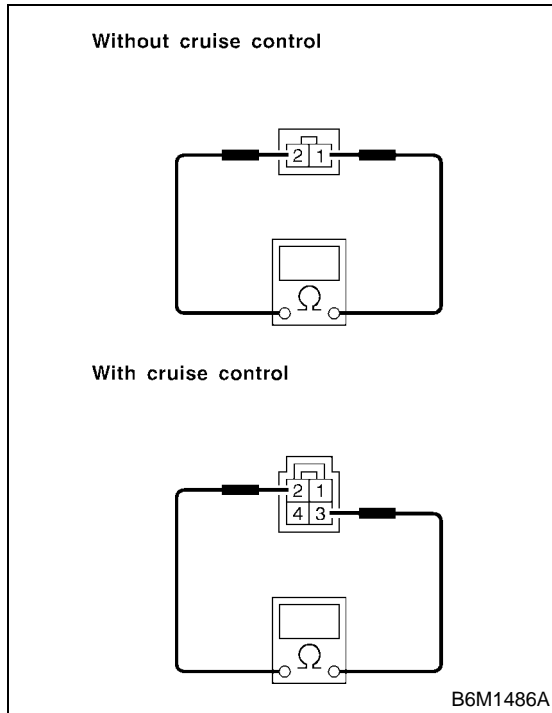 Without cruise control
2 1
Ω
With cruise control
2 1
4 3
Ω
B6M1486A